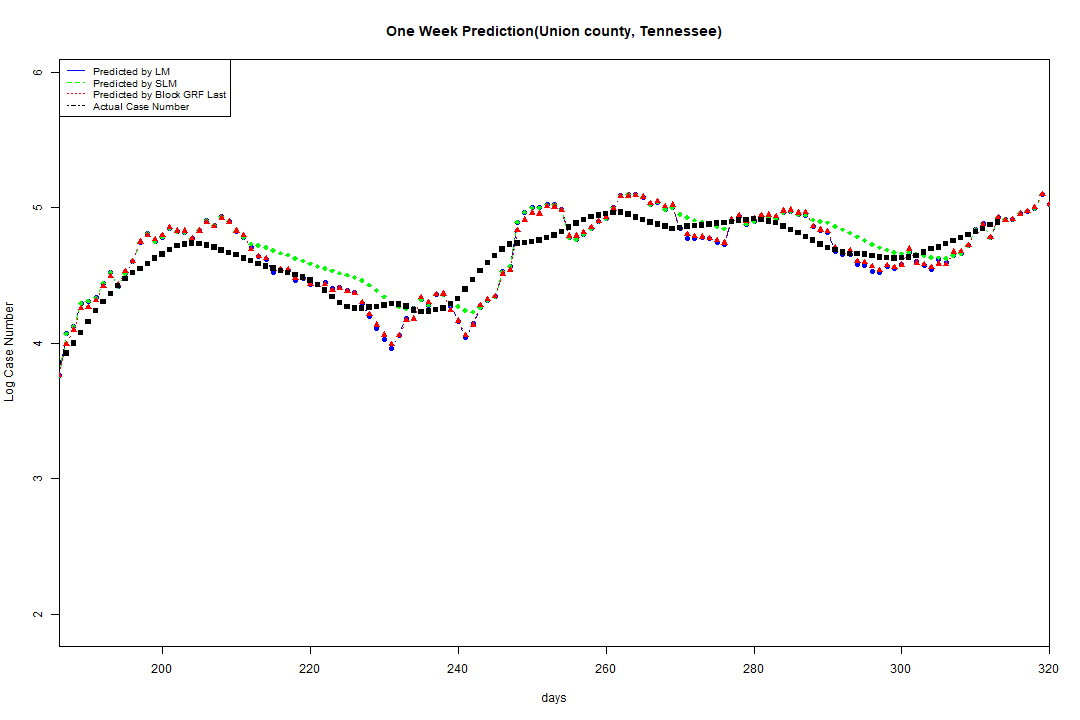 One Week Prediction(Union county, Tennessee)
Predicted by LM
Predicted by SLM
Predicted by Block GRF Last
Actual Case Number
6
5
4
3
2
Log Case Number
200 220 240 260 280 300 320
days